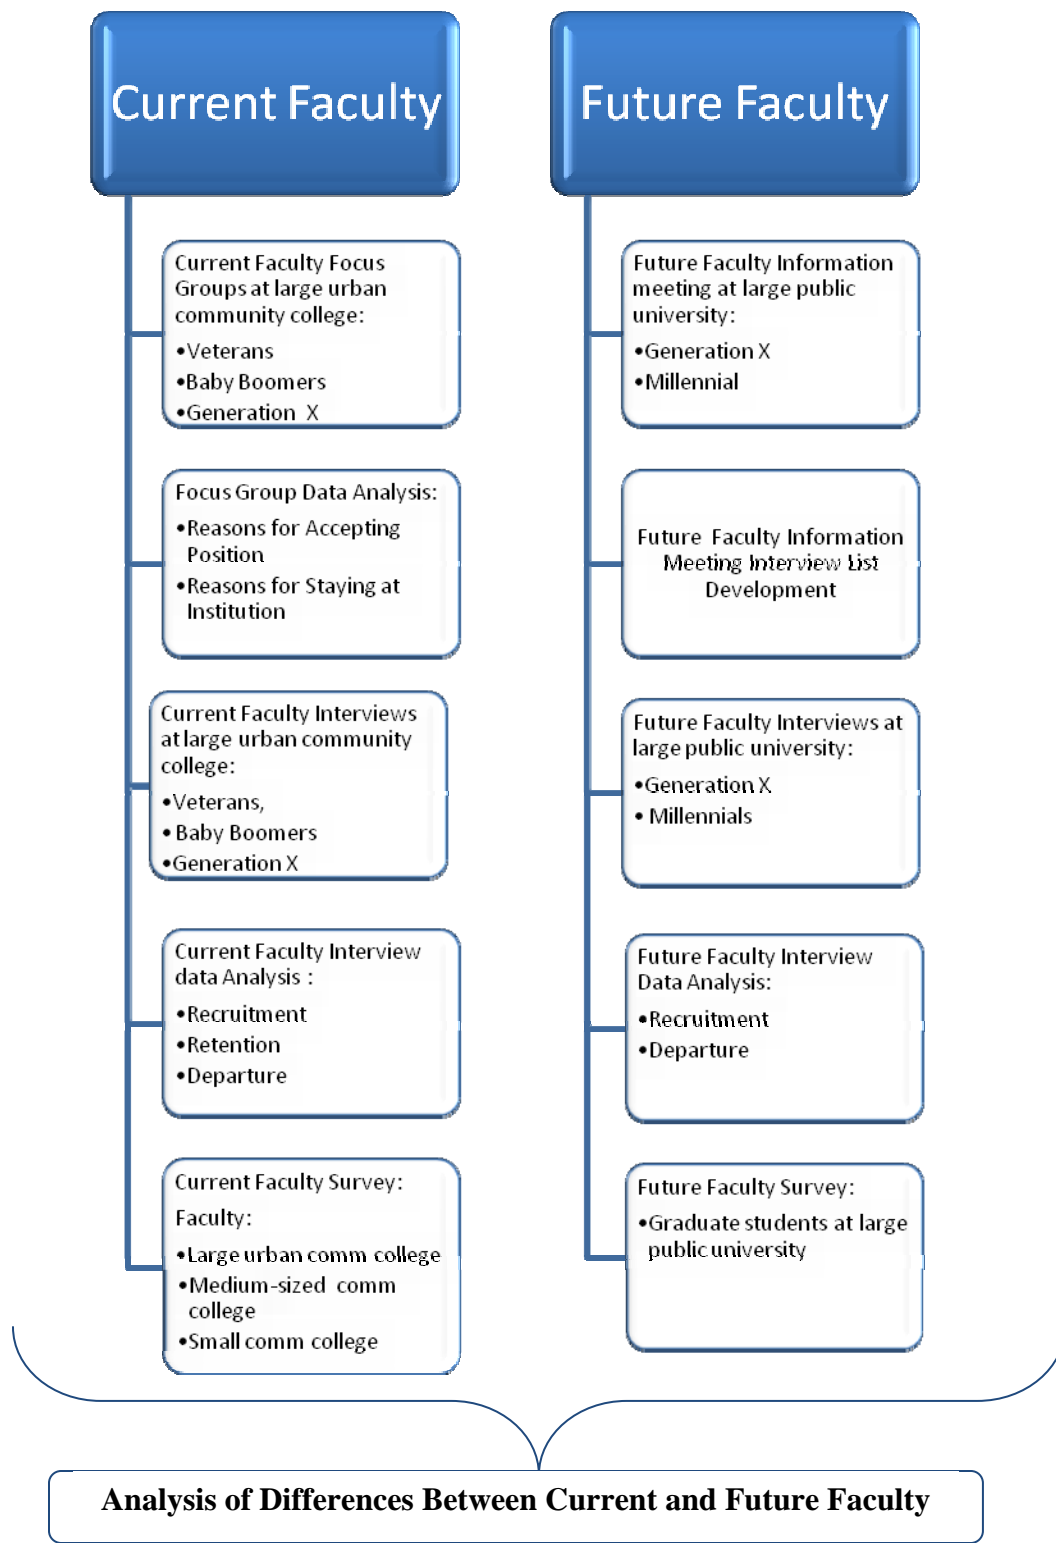 Current Faculty
Current Faculty Focus
Groups at large urban
community college:
•Veterans
•Baby Boomers
•Generation X
Focus Group Data Analysis:
•Reasons for Accepting
Position
•Reasons for Staying at
Institution
Current Faculty Interviews
at large urban community
college:
•Veterans,
• Baby Boomers
•Generation X
Current Faculty Interview
data Analysis :
•Recruitment
•Retention
•Departure
Current Faculty Survey:
Faculty:
•Large urban comm college
•Medium-sized comm
college
•Small comm college
Future Faculty
Future Faculty Information
meeting at large public
university:
•Generation X
•Millennial
Future Faculty Information
Meeting Interview List
Development
Future Faculty Interviews at
large public university:
•Generation X
• Millennials
Future Faculty Interview
Data Analysis:
•Recruitment
•Departure
Future Faculty Survey:
•Graduate students at large
public university
Analysis of Differences Between Current and Future Faculty